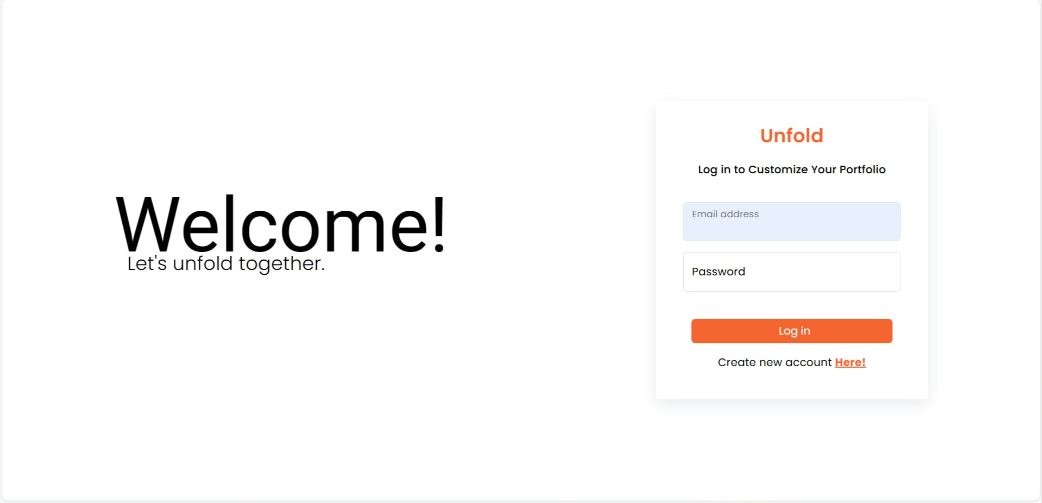 Welcome!
Let's unfold together.
Unfold
Log in to Customize Your Portfolio
Email address
Password
Log in
Create new account Here!